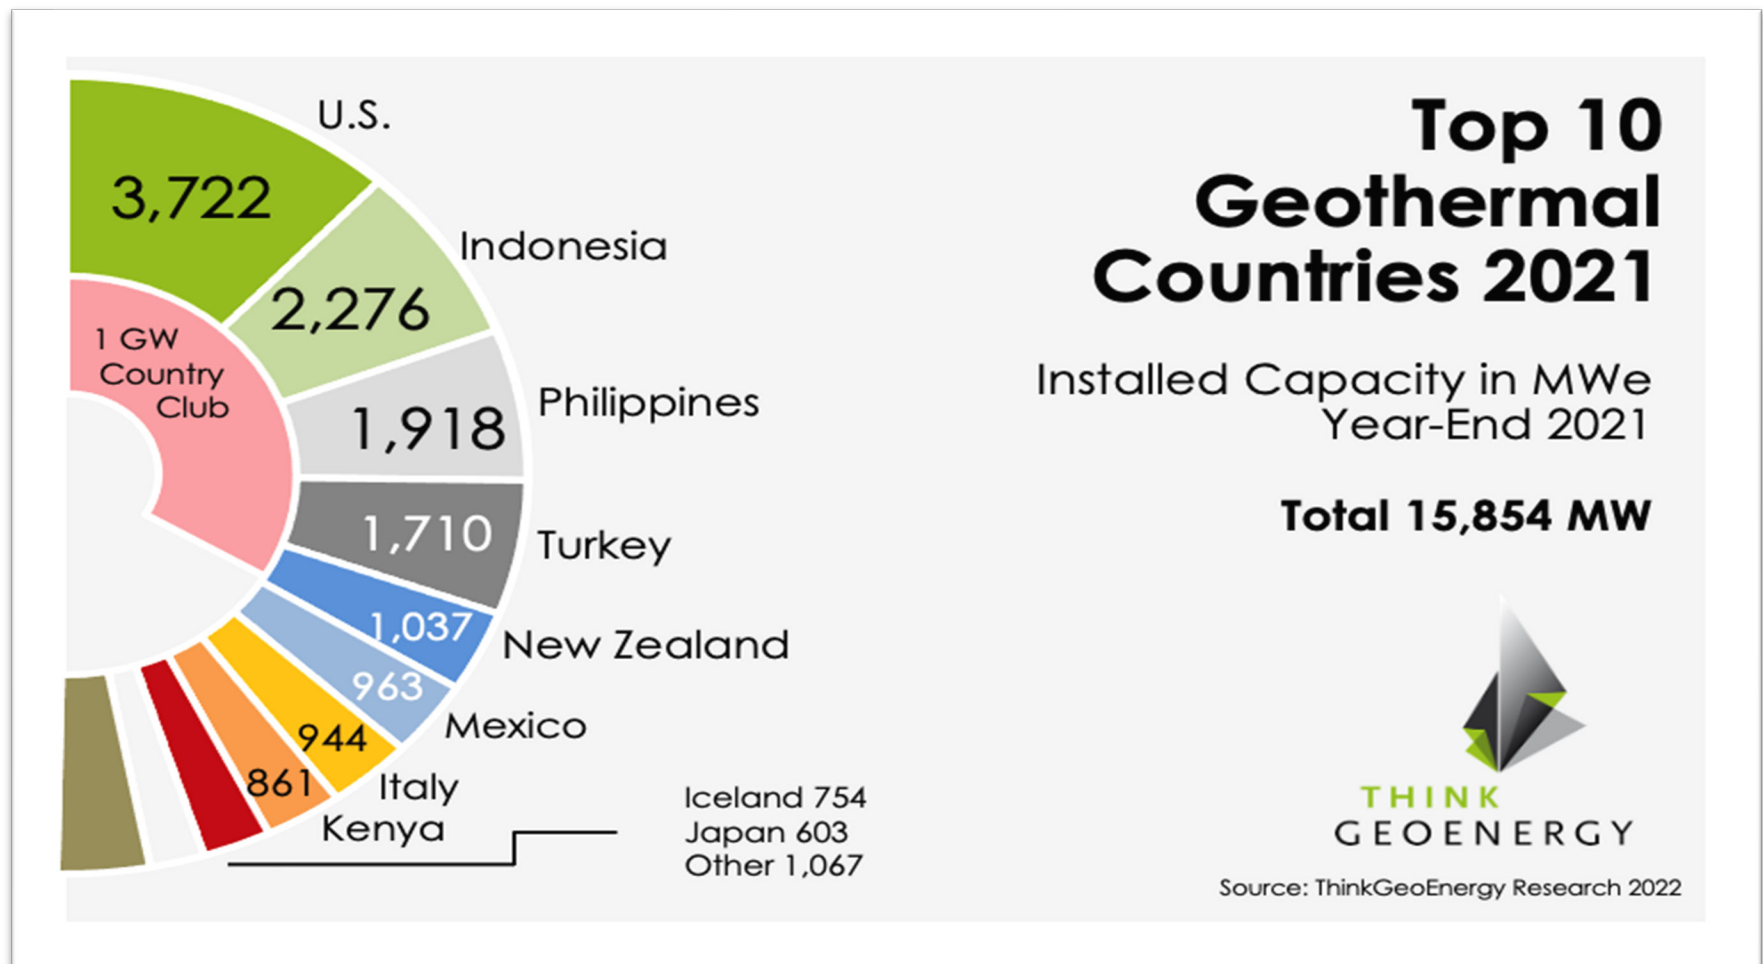 Top 10
Geothermal
Countries 2021
Installed Capacity in MWe
Year-End 2021
Total 15,854 MW
U.S.
3,722
Indonesia
2,276
Philippines
1,918
Turkey
1,710
New Zealand
1,037
Mexico
963
Italy
944
Kenya
861
Iceland 754
Japan 603
Other 1,067
1 GW
Country
Club
THINK
GEOENERGY
Source: ThinkGeoEnergy Research 2022